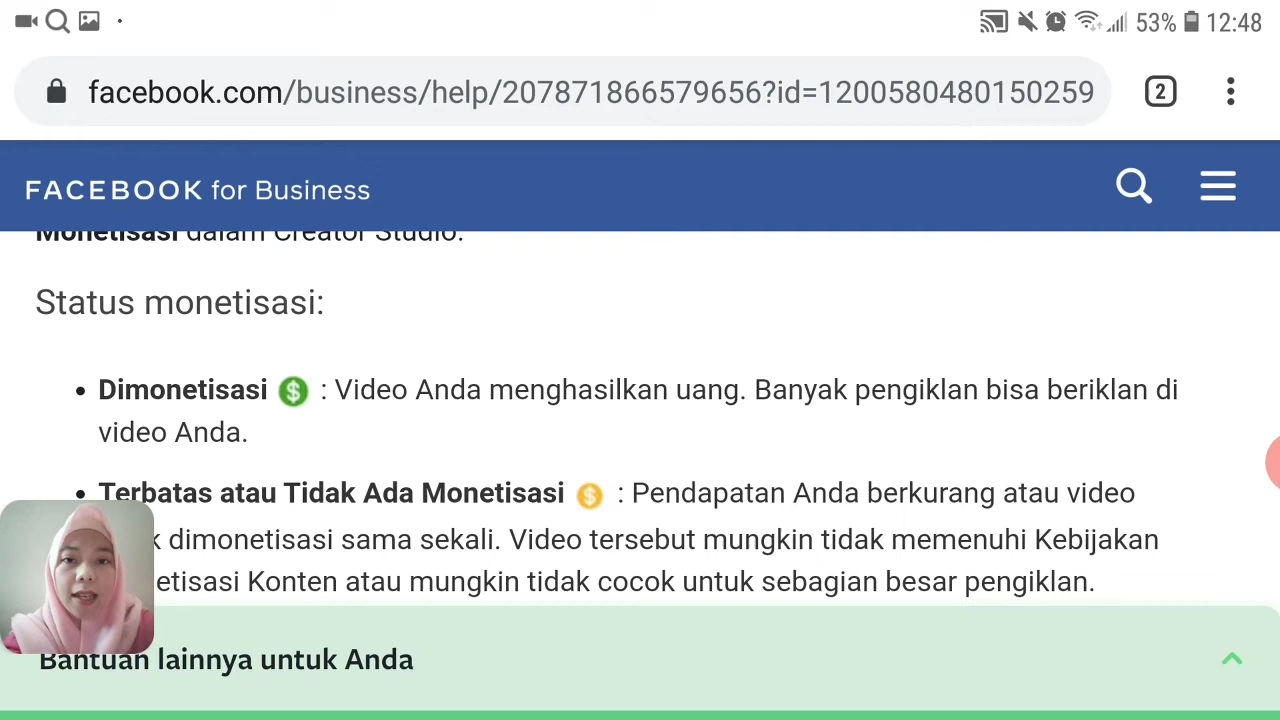 53% 12:48
facebook.com/business/help/207871866579656?id=1200580480150259
2
FACEBOOK for Business
Monetisasi dalam Creator Studio.
Status monetisasi:
• Dimonetisasi $ : Video Anda menghasilkan uang. Banyak pengiklan bisa beriklan di
video Anda.
• Terbatas atau Tidak Ada Monetisasi $ : Pendapatan Anda berkurang atau video
dimonetisasi sama sekali. Video tersebut mungkin tidak memenuhi Kebijakan
Konten atau mungkin tidak cocok untuk sebagian besar pengiklan.
Bantuan lainnya untuk Anda